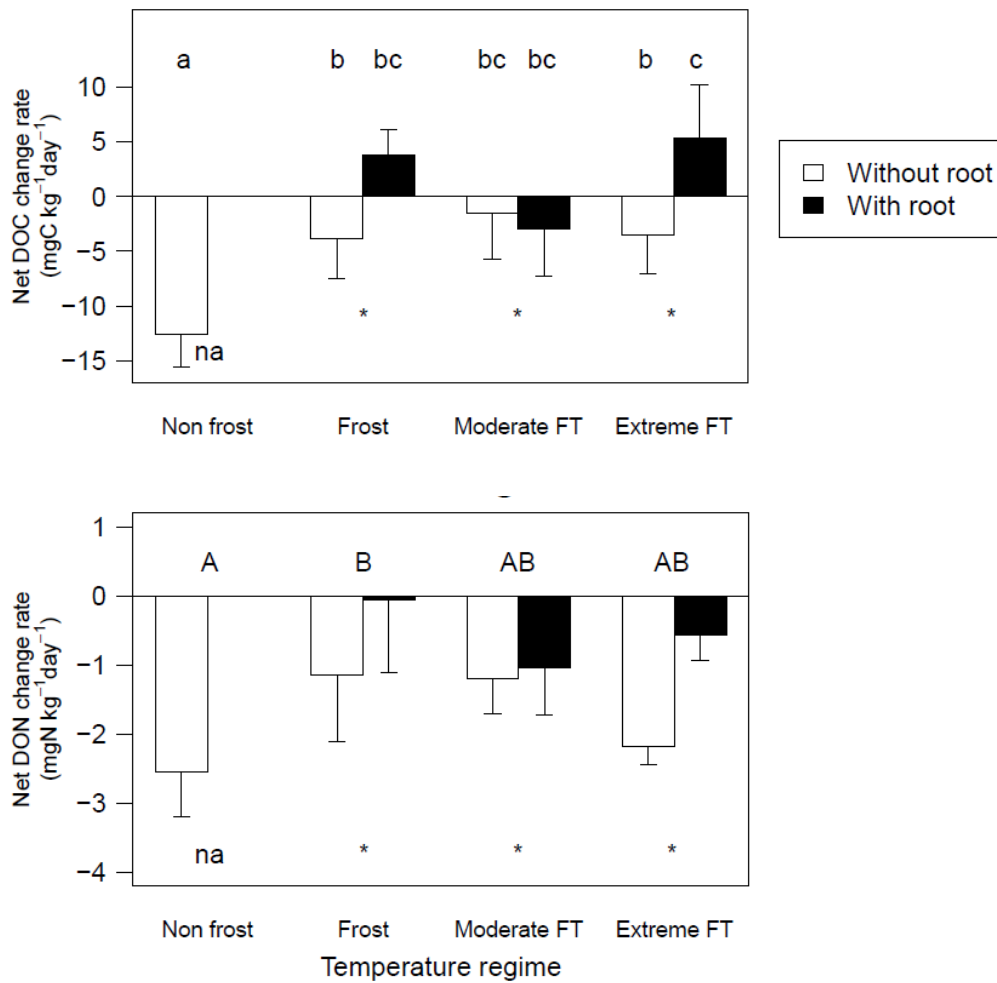 a b bc bc bc b c
10
5
0
−5
−10
−15
Net DOC change rate
(mgC kg⁻¹day⁻¹)
na * * *
Non frost Frost Moderate FT Extreme FT
Without root
With root
A B AB AB
1
0
−1
−2
−3
−4
Net DON change rate
(mgN kg⁻¹day⁻¹)
na * * *
Non frost Frost Moderate FT Extreme FT
Temperature regime